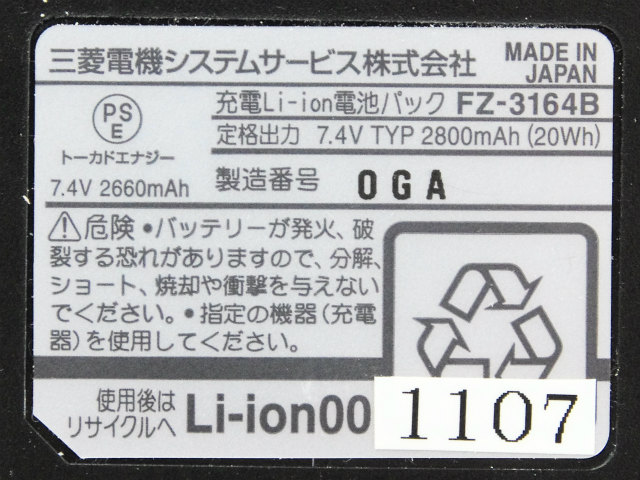 三菱電機システムサービス株式会社
MADE IN
JAPAN
PS
E
トーカドエナジー
7.4V 2660mAh
充電Li-ion電池パック FZ-3164B
定格出力 7.4V TYP 2800mAh (20Wh)
製造番号 0GA
⚠危険 •バッテリーが発火、破
裂する恐れがありますので、分解、
ショート、焼却や衝撃を与えない
でください。•指定の機器(充電
器)を使用してください。
使用後は
リサイクルへ
Li-ion00
1107